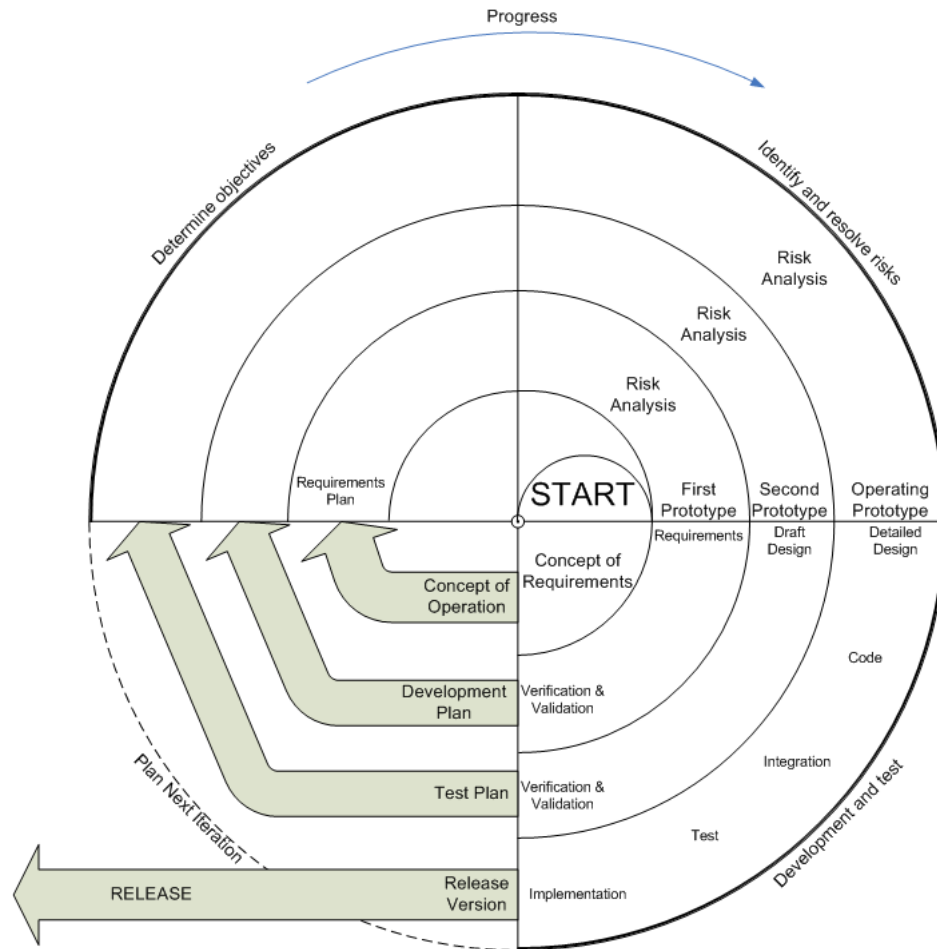 Progress
Determine objectives
Identify and resolve risks
Risk
Analysis
Risk
Analysis
Risk
Analysis
Requirements
Plan
START
First
Prototype
Second
Prototype
Operating
Prototype
Requirements
Draft
Design
Detailed
Design
Concept of
Requirements
Concept of
Operation
Code
Development
Plan
Verification &
Validation
Integration
Test Plan
Verification &
Validation
Test
Plan Next Iteration
Development and test
RELEASE
Release
Version
Implementation